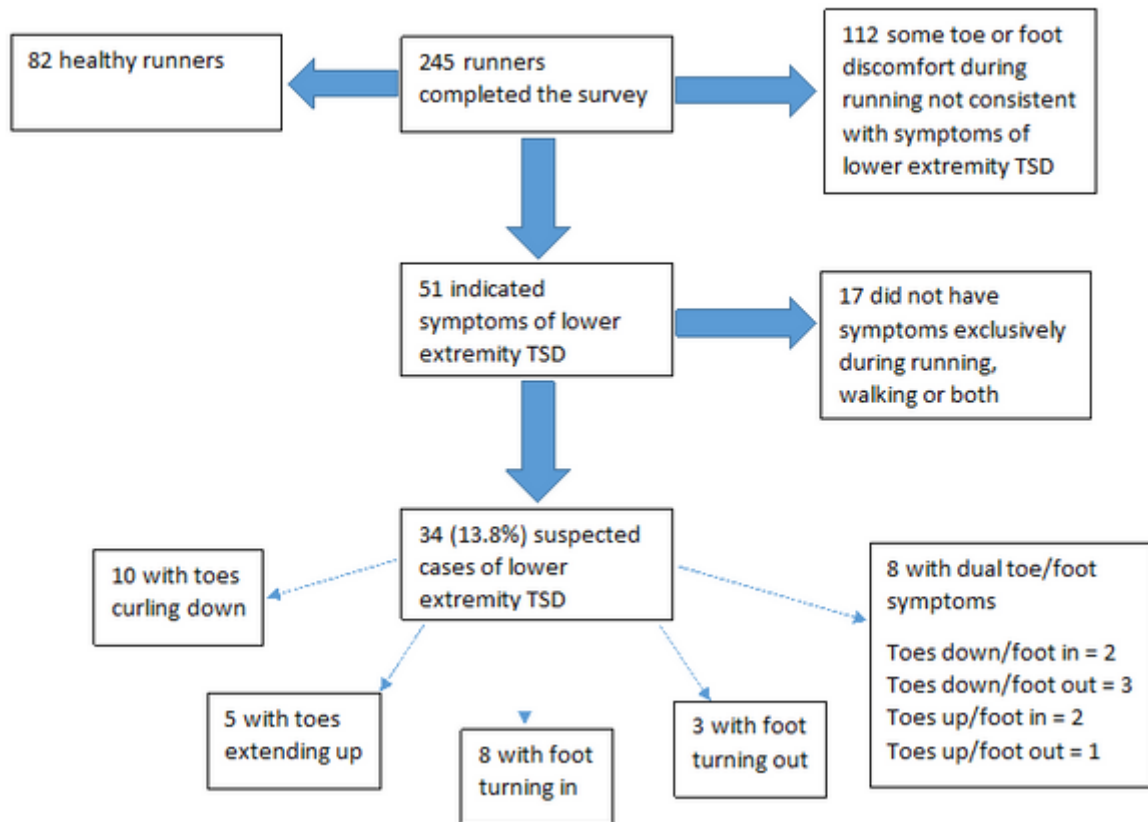 82 healthy runners
245 runners
completed the survey
112 some toe or foot
discomfort during
running not consistent
with symptoms of
lower extremity TSD
51 indicated
symptoms of lower
extremity TSD
17 did not have
symptoms exclusively
during running,
walking or both
34 (13.8%) suspected
cases of lower
extremity TSD
10 with toes
curling down
5 with toes
extending up
8 with foot
turning in
3 with foot
turning out
8 with dual toe/foot
symptoms
Toes down/foot in = 2
Toes down/foot out = 3
Toes up/foot in = 2
Toes up/foot out = 1